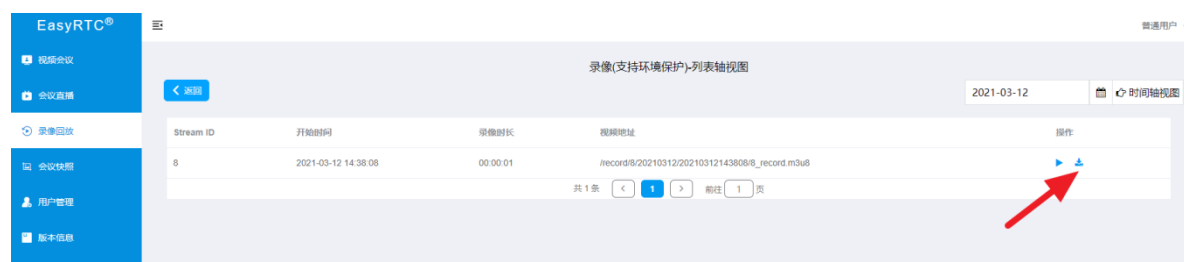 EasyRTC®
普通用户
视频会议
会议直播
录像回放
会议快照
用户管理
版本信息
录像(支持环境保护)-列表轴视图
返回
2021-03-12
时间轴视图
Stream ID 开始时间 录像时长 视频地址 操作
8 2021-03-12 14:38:08 00:00:01 /record/8/20210312/20210312143808/8_record.m3u8
共 1 条 < 1 > 前往 1 页